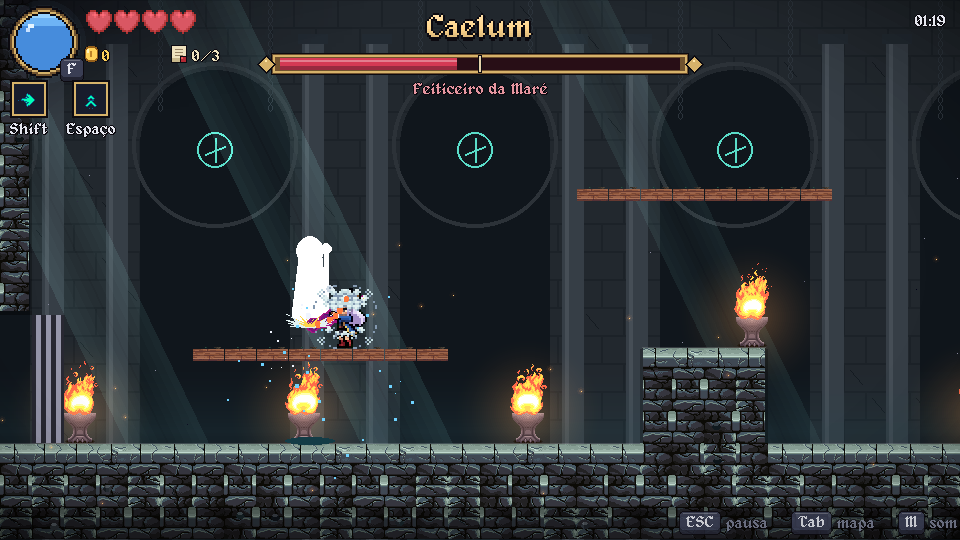 Caelum
01:19
0
0/3
F
Feiticeiro da Maré
Shift
Espaço
ESC pausa
Tab mapa
M som